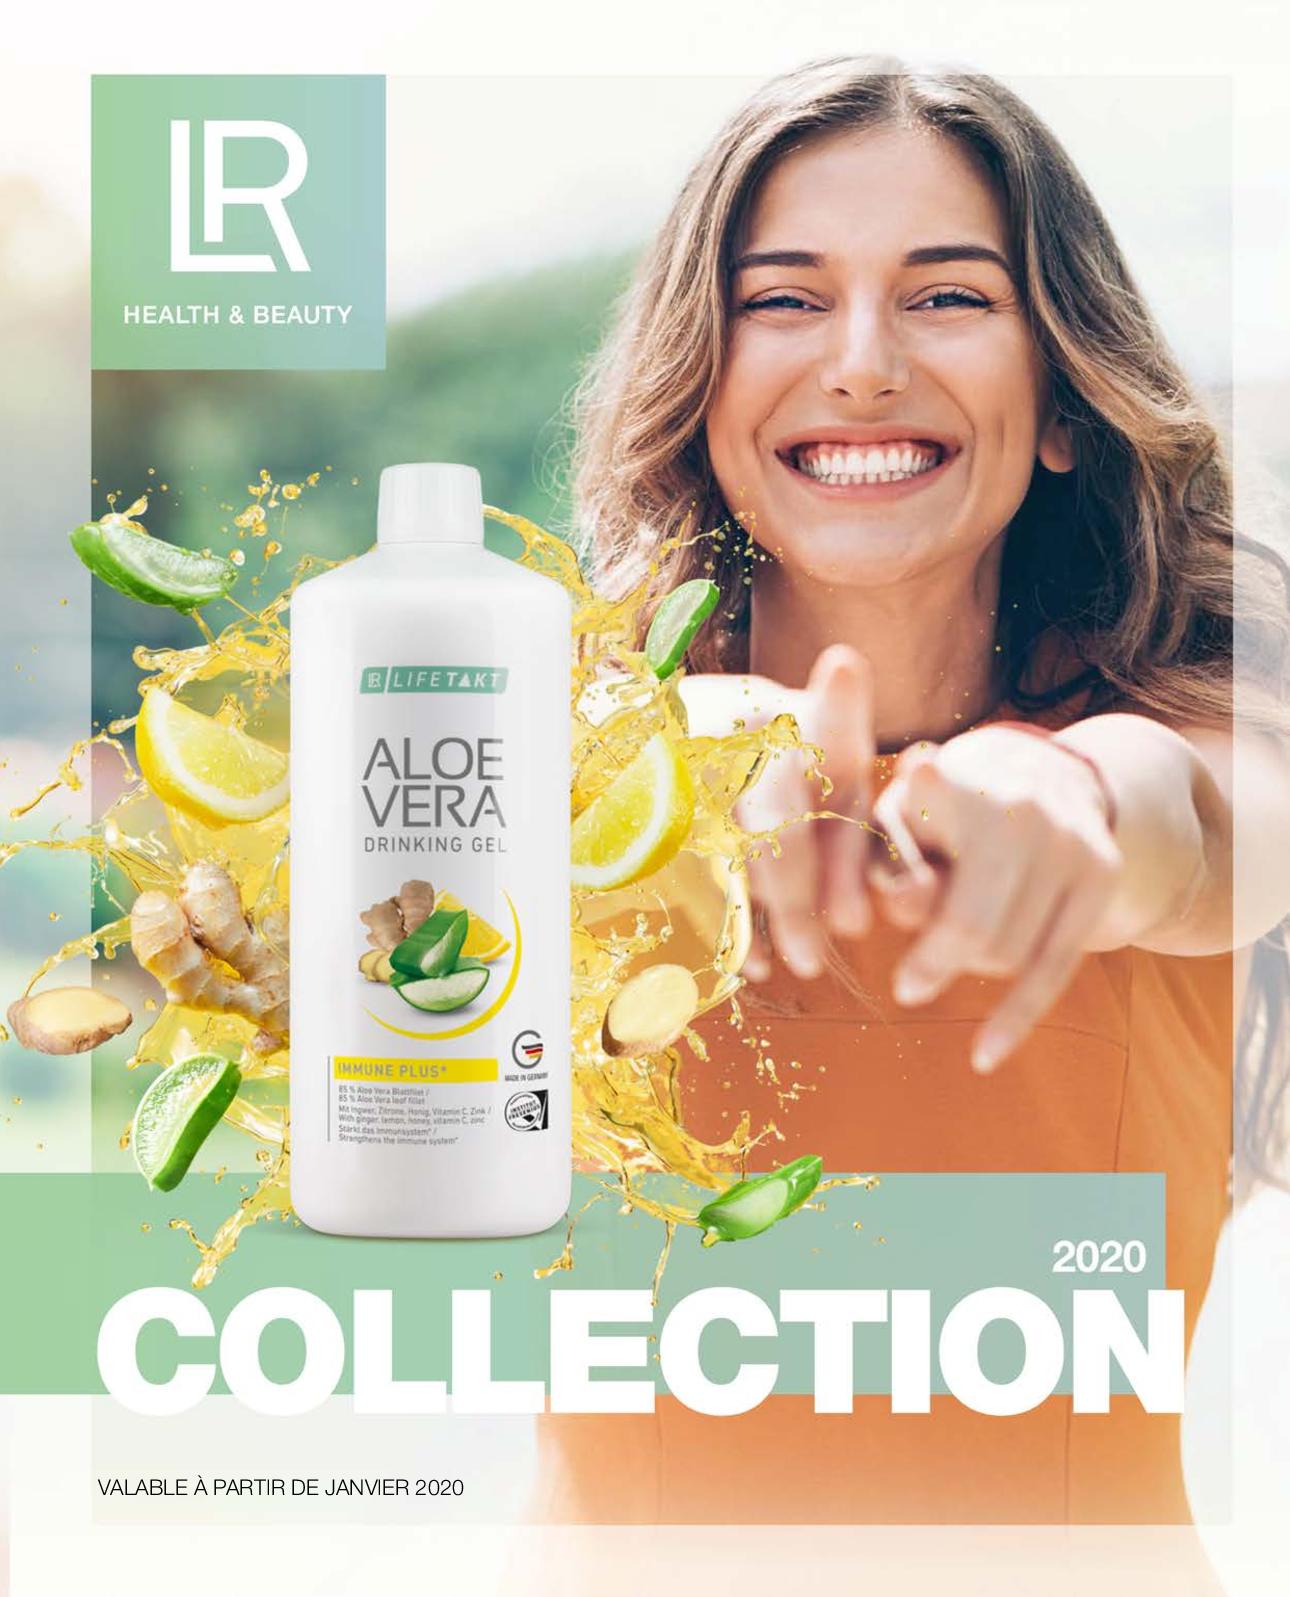 LR
HEALTH & BEAUTY
LR LIFETAKT
ALOE
VERA
DRINKING GEL
IMMUNE PLUS*
85 % Aloe Vera Blattfilet /
85 % Aloe Vera leaf fillet
Mit Ingwer, Zitrone, Honig, Vitamin C, Zink /
With ginger, lemon, honey, vitamin C, zinc
Stärkt das Immunsystem* /
Strengthens the immune system*
MADE IN GERMANY
INSTITUT
FRESENIUS
2020
COLLECTION
VALABLE À PARTIR DE JANVIER 2020